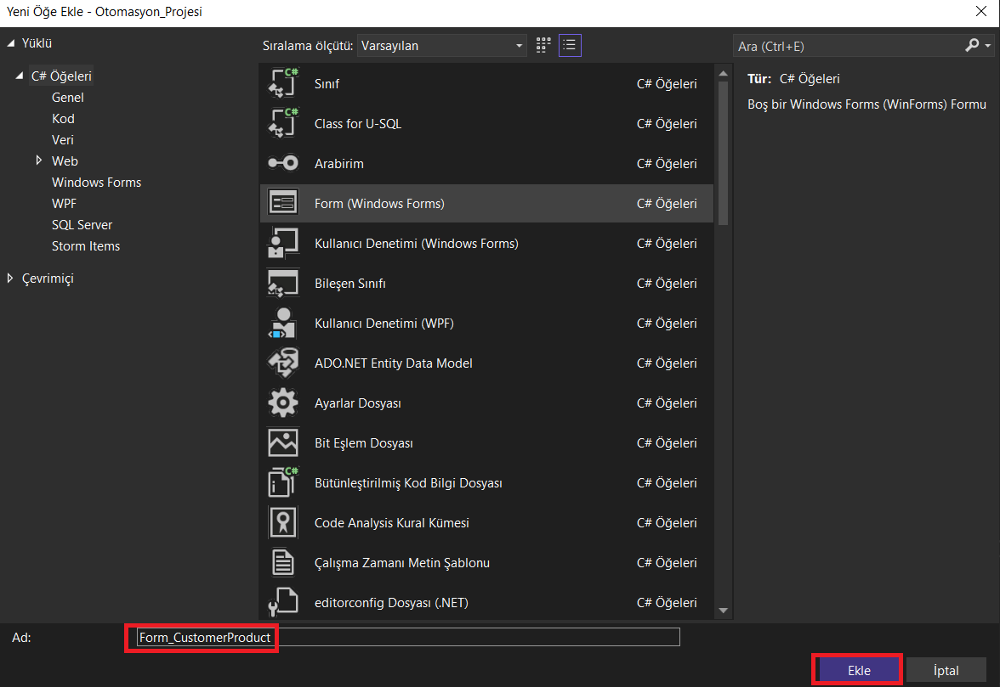 Yeni Öğe Ekle - Otomasyon_Projesi
Yüklü
C# Öğeleri
Genel
Kod
Veri
Web
Windows Forms
WPF
SQL Server
Storm Items
Çevrimiçi
Sıralama ölçütü: Varsayılan
Sınıf C# Öğeleri
Class for U-SQL C# Öğeleri
Arabirim C# Öğeleri
Form (Windows Forms) C# Öğeleri
Kullanıcı Denetimi (Windows Forms) C# Öğeleri
Bileşen Sınıfı C# Öğeleri
Kullanıcı Denetimi (WPF) C# Öğeleri
ADO.NET Entity Data Model C# Öğeleri
Ayarlar Dosyası C# Öğeleri
Bit Eşlem Dosyası C# Öğeleri
Bütünleştirilmiş Kod Bilgi Dosyası C# Öğeleri
Code Analysis Kural Kümesi C# Öğeleri
Çalışma Zamanı Metin Şablonu C# Öğeleri
editorconfig Dosyası (.NET) C# Öğeleri
Ara (Ctrl+E)
Tür: C# Öğeleri
Boş bir Windows Forms (WinForms) Formu
Ad: Form_CustomerProduct
Ekle İptal